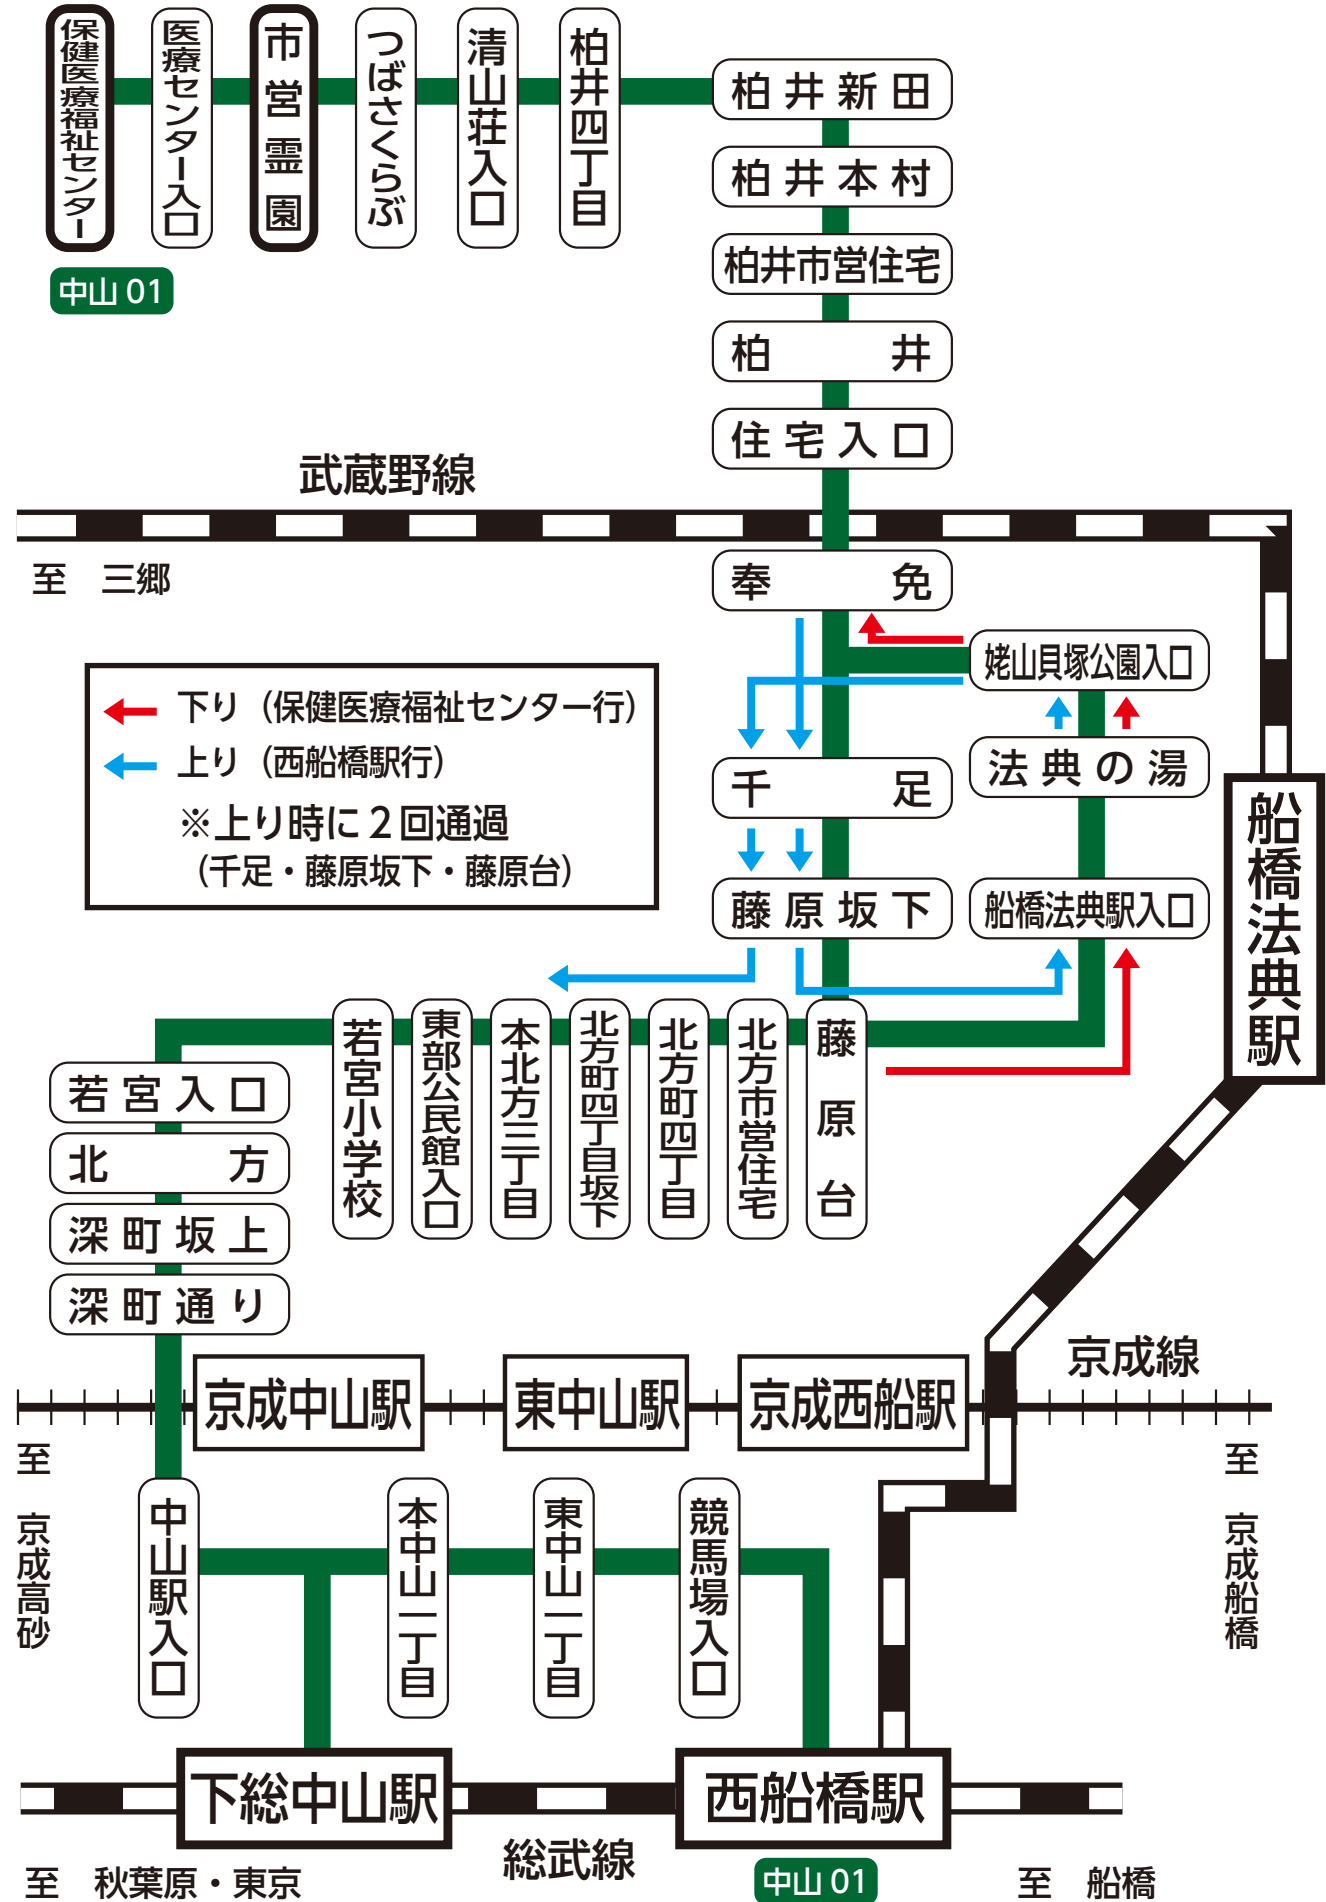 保健医療福祉センター
医療センター入口
市営霊園
つばさくらぶ
清山荘入口
柏井四丁目
柏井新田
中山 01
柏井本村
柏井市営住宅
柏井
住宅入口
武蔵野線
至 三郷
奉免
姥山貝塚公園入口
下り（保健医療福祉センター行）
上り（西船橋駅行）
※上り時に２回通過
（千足・藤原坂下・藤原台）
法典の湯
千足
船橋法典駅
藤原坂下
船橋法典駅入口
若宮小学校
東部公民館入口
本北方三丁目
北方町四丁目坂下
北方町四丁目
北方市営住宅
藤原台
若宮入口
北方
深町坂上
深町通り
京成線
京成中山駅
東中山駅
京成西船駅
至 京成高砂
至 京成船橋
中山駅入口
本中山一丁目
東中山一丁目
競馬場入口
下総中山駅
西船橋駅
総武線
至 秋葉原・東京
中山 01
至 船橋